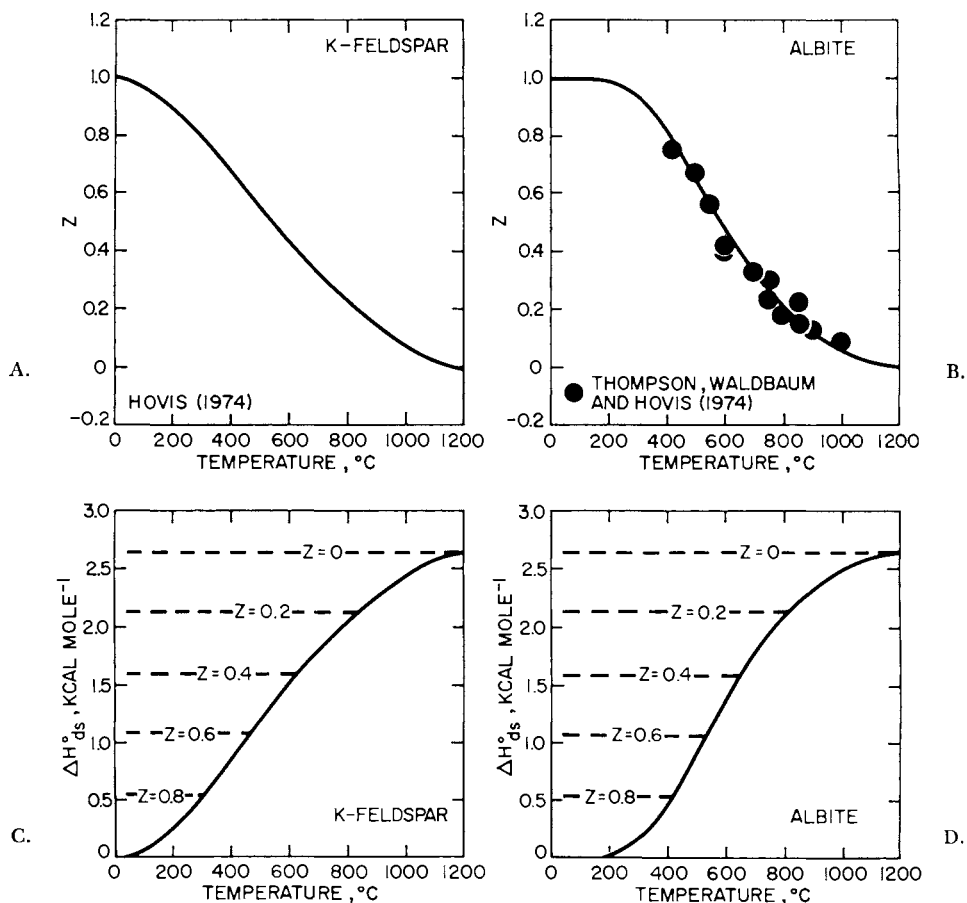 K-FELDSPAR
1.2
1.0
0.8
0.6
0.4
0.2
0
-0.2
Z
HOVIS (1974)
0 200 400 600 800 1000 1200
TEMPERATURE, °C
A.
ALBITE
1.2
1.0
0.8
0.6
0.4
0.2
0
-0.2
Z
THOMPSON, WALDBAUM
AND HOVIS (1974)
0 200 400 600 800 1000 1200
TEMPERATURE, °C
B.
3.0
2.5
2.0
1.5
1.0
0.5
0
ΔH°ds, KCAL MOLE⁻¹
Z=0
Z=0.2
Z=0.4
Z=0.6
Z=0.8
K-FELDSPAR
0 200 400 600 800 1000 1200
TEMPERATURE, °C
C.
3.0
2.5
2.0
1.5
1.0
0.5
0
ΔH°ds, KCAL MOLE⁻¹
Z=0
Z=0.2
Z=0.4
Z=0.6
Z=0.8
ALBITE
0 200 400 600 800 1000 1200
TEMPERATURE, °C
D.